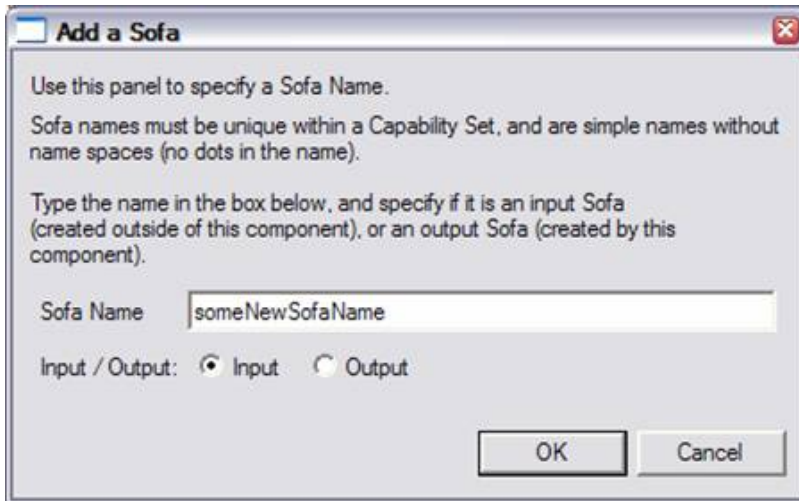 Add a Sofa
Use this panel to specify a Sofa Name.
Sofa names must be unique within a Capability Set, and are simple names without
name spaces (no dots in the name).
Type the name in the box below, and specify if it is an input Sofa
(created outside of this component), or an output Sofa (created by this
component).
Sofa Name someNewSofaName
Input / Output: Input Output
OK Cancel